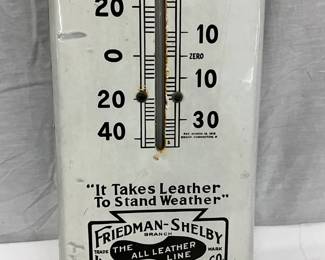 20
10
0 ZERO
10
20
30
40
"It Takes Leather
To Stand Weather"
FRIEDMAN-SHELBY
BRANCH
TRADE MARK
THE
ALL LEATHER
LINE
CO